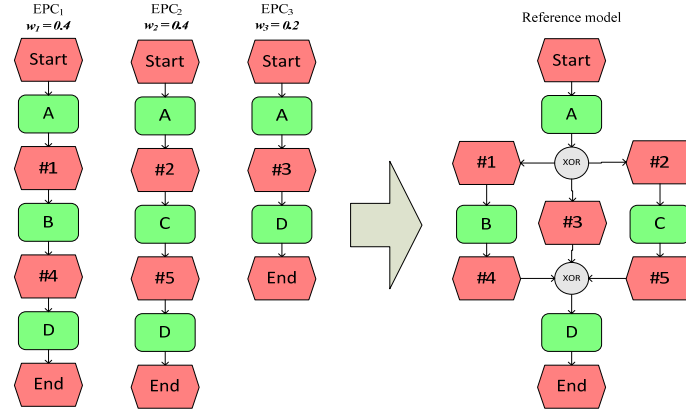 EPC1
w1=0.4
Start
A
#1
B
#4
D
End
EPC2
w2=0.4
Start
A
#2
C
#5
D
End
EPC3
w3=0.2
Start
A
#3
D
End
Reference model
Start
A
XOR
#1
#2
B
#3
C
#4
XOR
#5
D
End